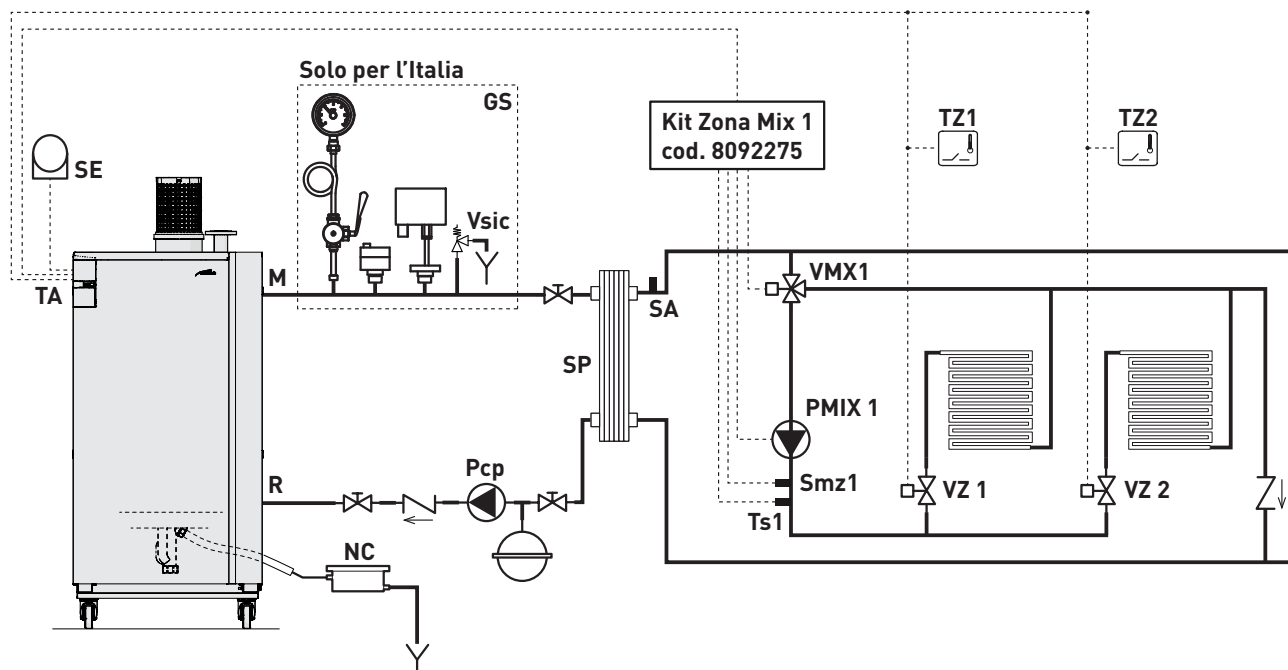 Solo per l'Italia
GS
Kit Zona Mix 1
cod. 8092275
TZ1
TZ2
SE
Vsic
M
VMX1
TA
SA
SP
PMIX 1
Pcp
R
Smz1
VZ 1
VZ 2
Ts1
NC